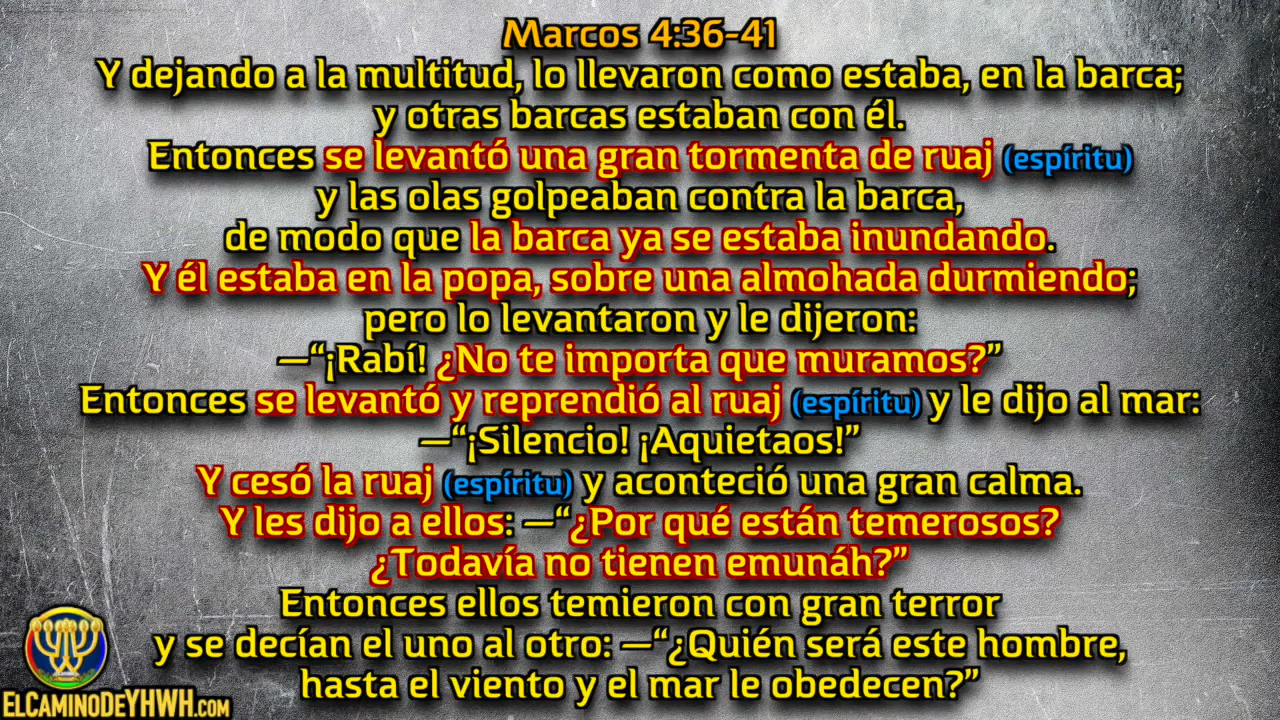 Marcos 4:36-41
Y dejando a la multitud, lo llevaron como estaba, en la barca;
y otras barcas estaban con él.
Entonces se levantó una gran tormenta de ruaj (espíritu)
y las olas golpeaban contra la barca,
de modo que la barca ya se estaba inundando.
Y él estaba en la popa, sobre una almohada durmiendo;
pero lo levantaron y le dijeron:
—“¡Rabí! ¿No te importa que muramos?”
Entonces se levantó y reprendió al ruaj (espíritu) y le dijo al mar:
—“¡Silencio! ¡Aquietaos!”
Y cesó la ruaj (espíritu) y aconteció una gran calma.
Y les dijo a ellos: —“¿Por qué están temerosos?
¿Todavía no tienen emunáh?”
Entonces ellos temieron con gran terror
y se decían el uno al otro: —“¿Quién será este hombre,
hasta el viento y el mar le obedecen?”
ELCAMINODEYHWH.com